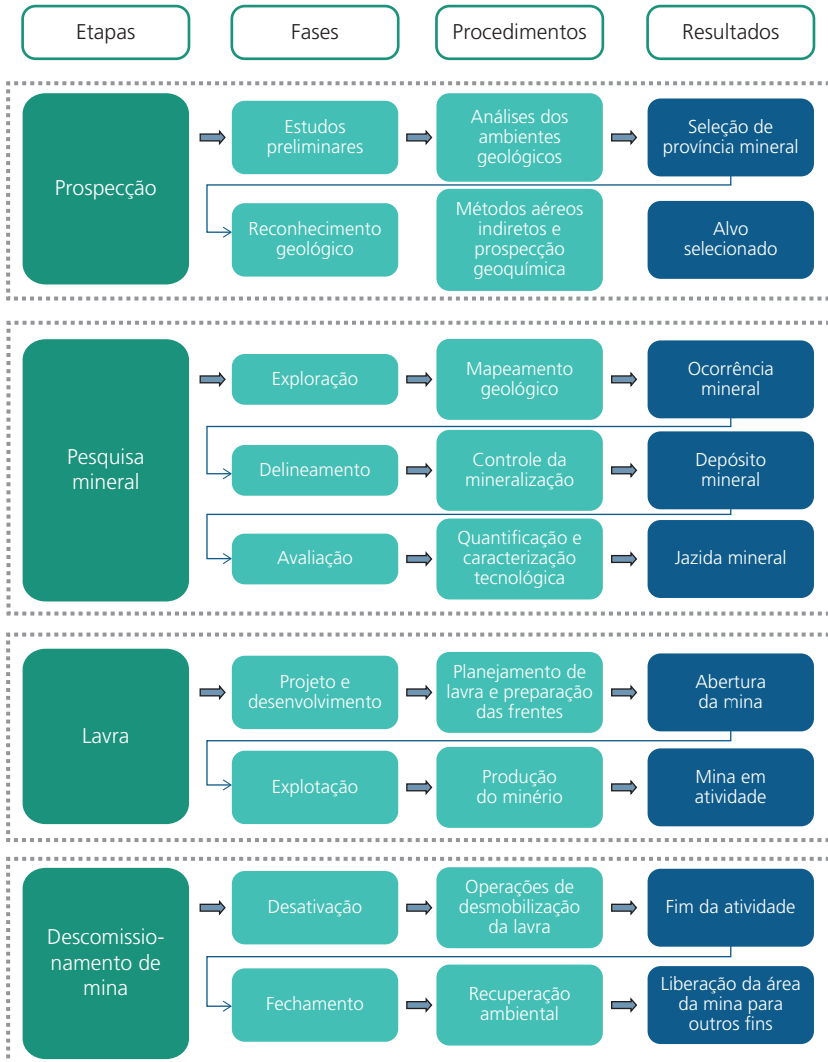 Etapas
Fases
Procedimentos
Resultados
Prospecção
Estudos
preliminares
Análises dos
ambientes
geológicos
Seleção de
província mineral
Reconhecimento
geológico
Métodos aéreos
indiretos e
prospecção
geoquímica
Alvo
selecionado
Pesquisa
mineral
Exploração
Mapeamento
geológico
Ocorrência
mineral
Delineamento
Controle da
mineralização
Depósito
mineral
Avaliação
Quantificação e
caracterização
tecnológica
Jazida mineral
Lavra
Projeto e
desenvolvimento
Planejamento de
lavra e preparação
das frentes
Abertura
da mina
Explotação
Produção
do minério
Mina em
atividade
Descomissio-
namento de
mina
Desativação
Operações de
desmobilização
da lavra
Fim da atividade
Fechamento
Recuperação
ambiental
Liberação da área
da mina para
outros fins